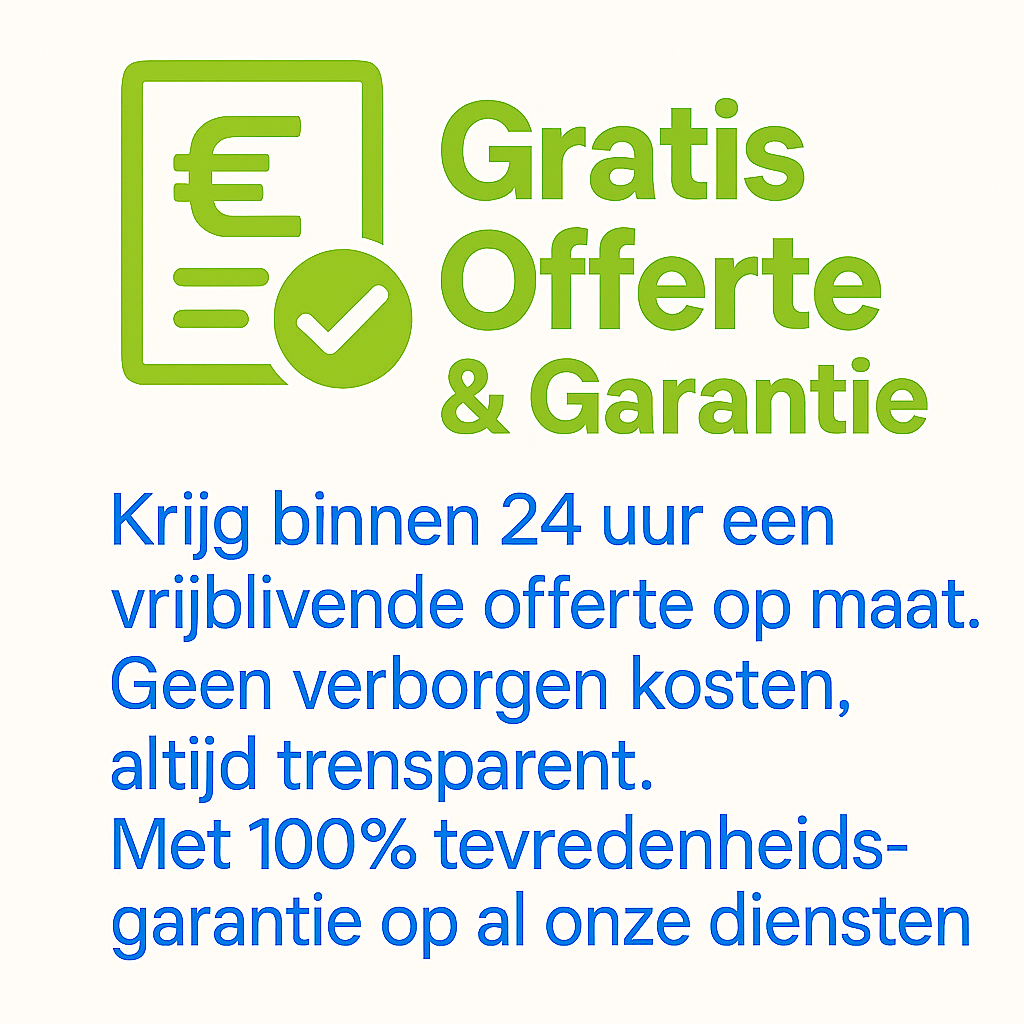 €
Gratis
Offerte
& Garantie
Krijg binnen 24 uur een
vrijblivende offerte op maat.
Geen verborgen kosten,
altijd trensparent.
Met 100% tevredenheids-
garantie op al onze diensten